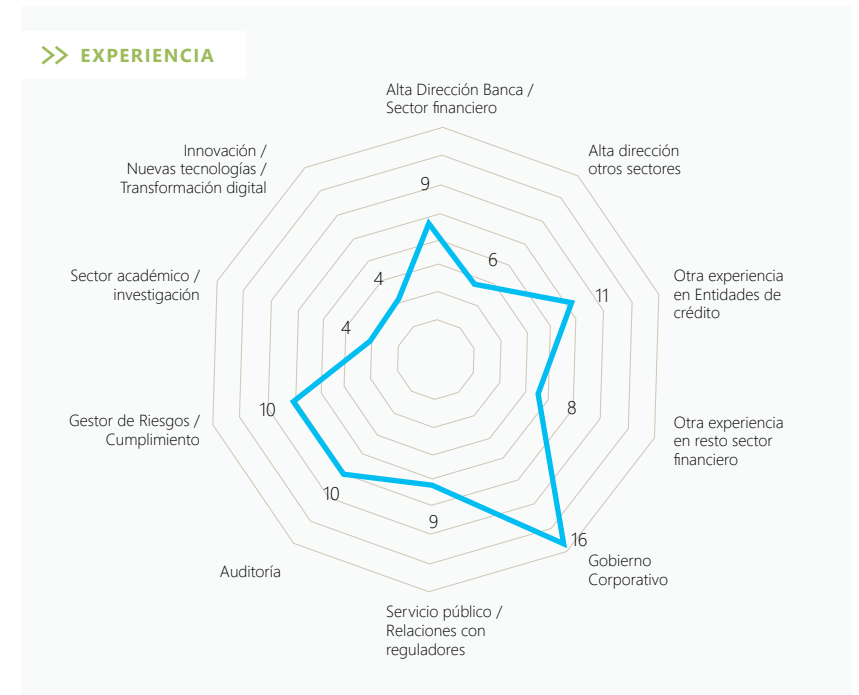 >> EXPERIENCIA
Alta Dirección Banca /
Sector financiero
9
Alta dirección
otros sectores
6
Otra experiencia
en Entidades de
crédito
11
Otra experiencia
en resto sector
financiero
8
Gobierno
Corporativo
16
Servicio público /
Relaciones con
reguladores
9
Auditoría
10
Gestor de Riesgos /
Cumplimiento
10
Sector académico /
investigación
4
Innovación /
Nuevas tecnologías /
Transformación digital
4